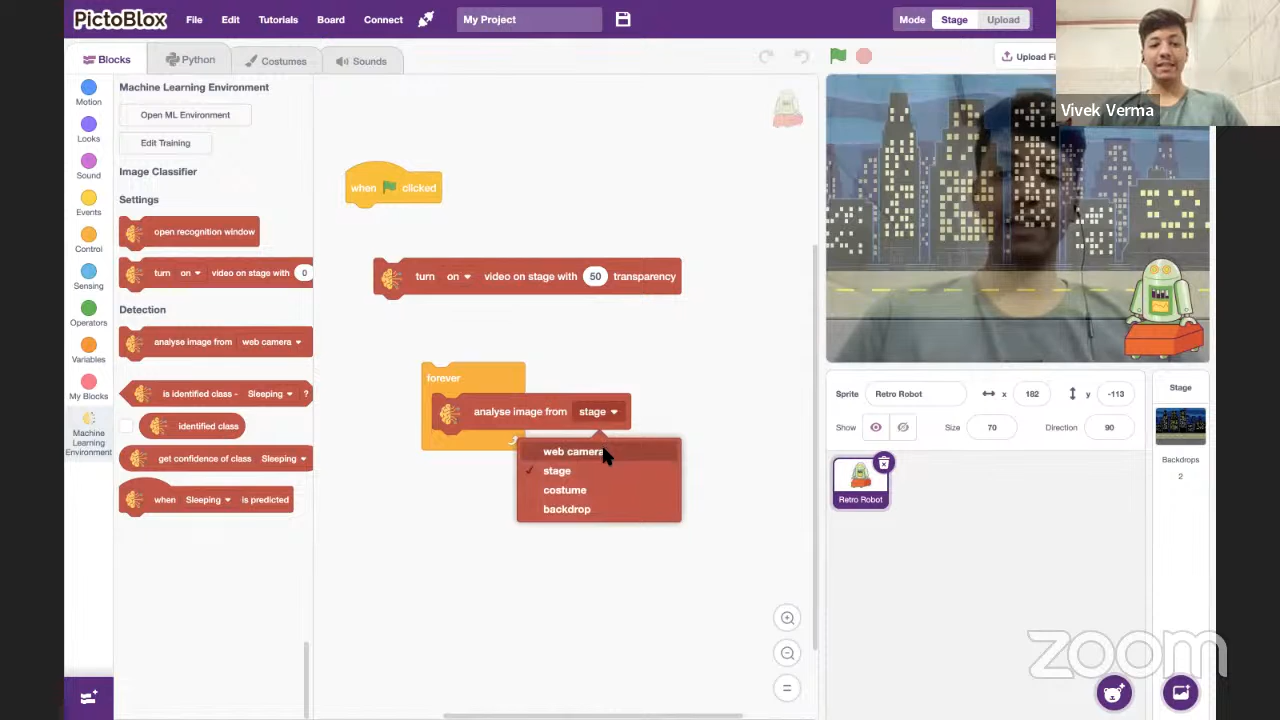 PictoBlox
File
Edit
Tutorials
Board
Connect
My Project
Mode
Stage
Upload
Blocks
Python
Costumes
Sounds
Upload Fi
Vivek Verma
Motion
Looks
Sound
Events
Control
Sensing
Operators
Variables
My Blocks
Machine
Learning
Environment
Machine Learning Environment
Open ML Environment
Edit Training
Image Classifier
Settings
open recognition window
turn on video on stage with 0
Detection
analyse image from web camera
is identified class - Sleeping ?
identified class
get confidence of class Sleeping
when Sleeping is predicted
when clicked
turn on video on stage with 50 transparency
forever
analyse image from stage
web camera
stage
costume
backdrop
Sprite Retro Robot x 182 y -113
Show Size 70 Direction 90
Retro Robot
Stage
Backdrops
2
zoom